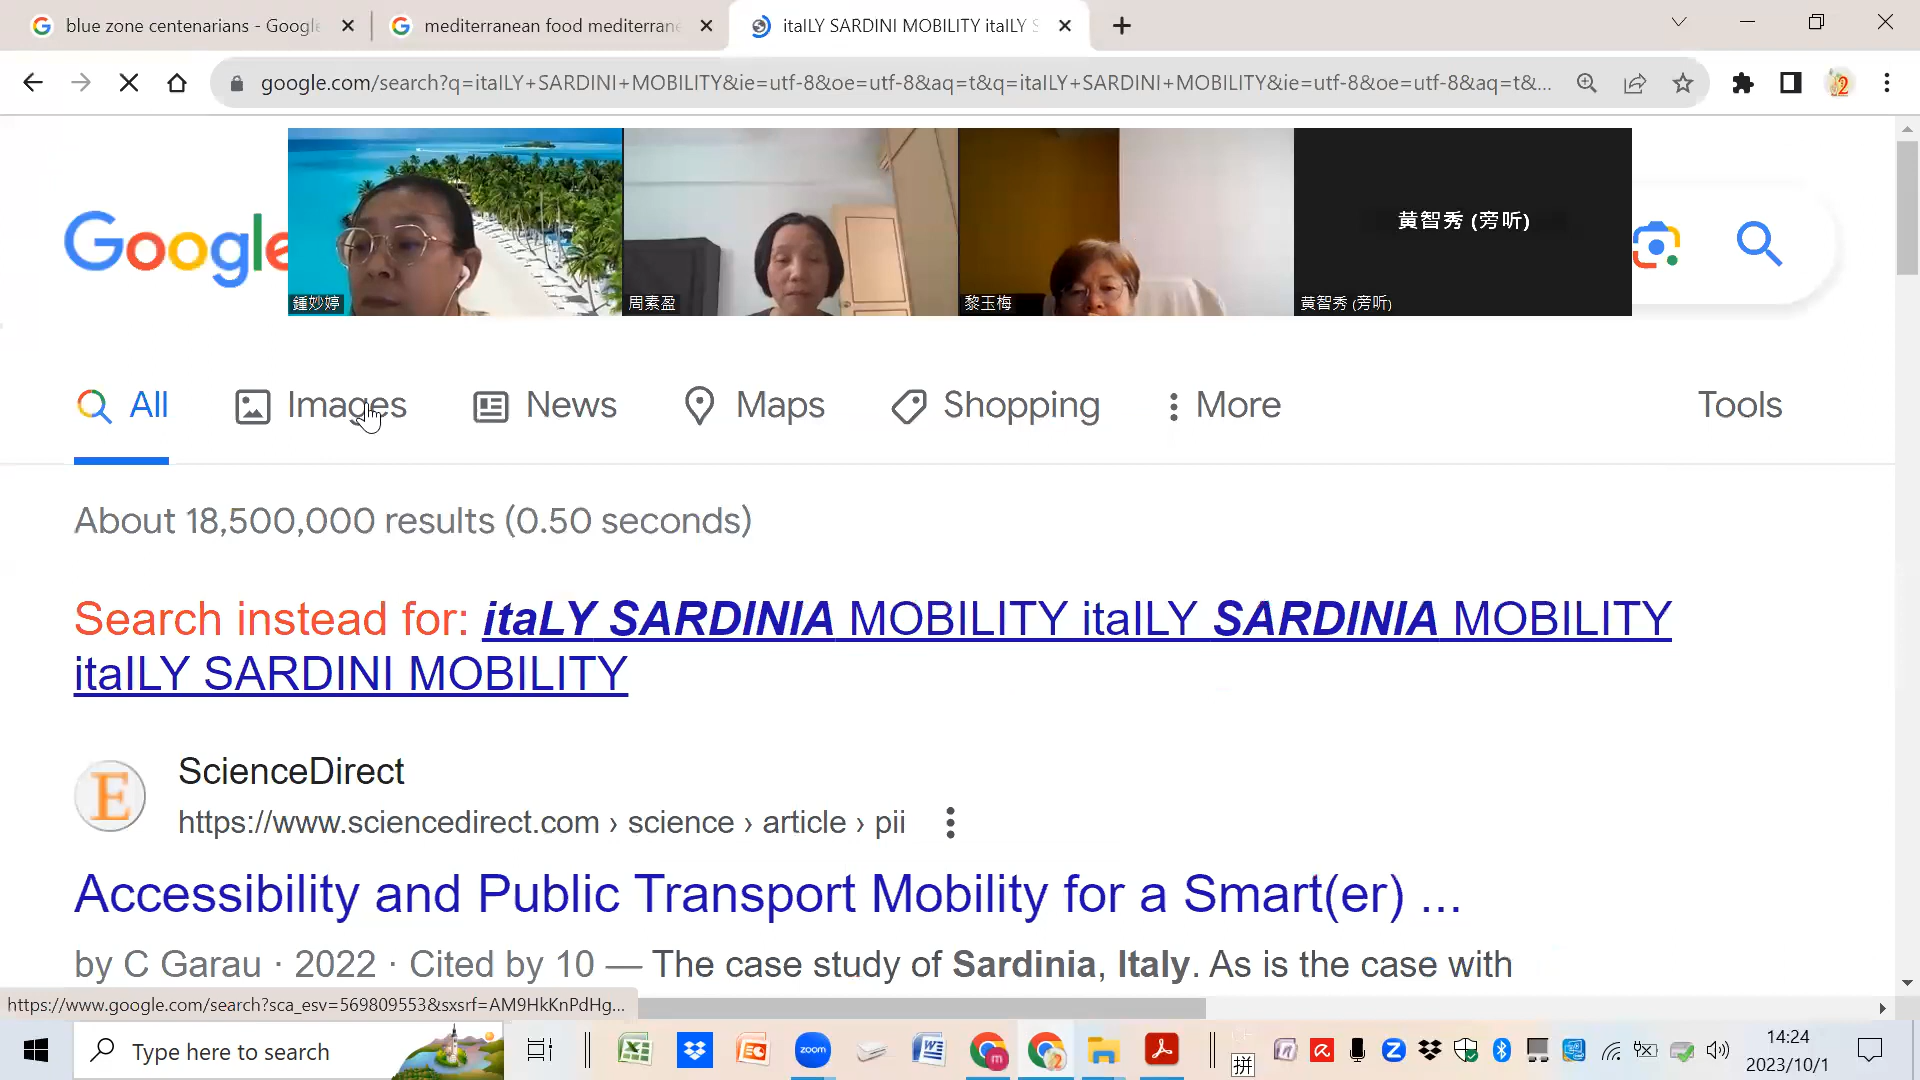 blue zone centenarians - Google
mediterranean food mediterrane
itaILY SARDINI MOBILITY itaILY S
google.com/search?q=itaILY+SARDINI+MOBILITY&ie=utf-8&oe=utf-8&aq=t&q=itaILY+SARDINI+MOBILITY&ie=utf-8&oe=utf-8&aq=t&...
Google
黄智秀 (旁听)
鍾妙婷
周素盈
黎玉梅
黄智秀 (旁听)
All
Images
News
Maps
Shopping
More
Tools
About 18,500,000 results (0.50 seconds)
Search instead for: itaLY SARDINIA MOBILITY itaILY SARDINIA MOBILITY
itaILY SARDINI MOBILITY
E
ScienceDirect
https://www.sciencedirect.com › science › article › pii
Accessibility and Public Transport Mobility for a Smart(er) ...
by C Garau · 2022 · Cited by 10 — The case study of Sardinia, Italy. As is the case with
https://www.google.com/search?sca_esv=569809553&sxsrf=AM9HkKnPdHg...
Type here to search
zoom
拼
14:24
2023/10/1